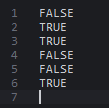 1 FALSE
2 TRUE
3 TRUE
4 FALSE
5 FALSE
6 TRUE
7